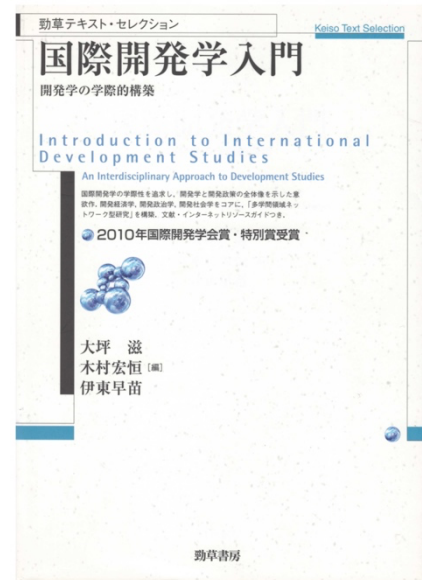 勁草テキスト・セレクション
Keiso Text Selection
国際開発学入門
開発学の学際的構築
Introduction to International
Development Studies
An Interdisciplinary Approach to Development Studies
国際開発学の学際性を追求し、開発学と開発政策の全体像を示した意
欲作。開発経済学、開発政治学、開発社会学をコアに、「多学問領域ネッ
トワーク型研究」を構築。文献・インターネットリソースガイドつき。
2010年国際開発学会賞・特別賞受賞
大坪 滋
木村宏恒[編]
伊東早苗
勁草書房